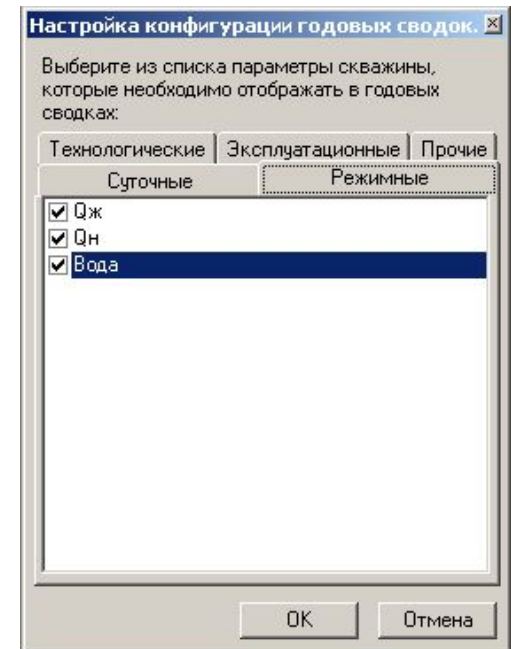 Настройка конфигурации годовых сводок.
Выберите из списка параметры скважины,
которые необходимо отображать в годовых
сводках:
Технологические Эксплуатационные Прочие
Суточные Режимные
Qж
Qн
Вода
OK Отмена